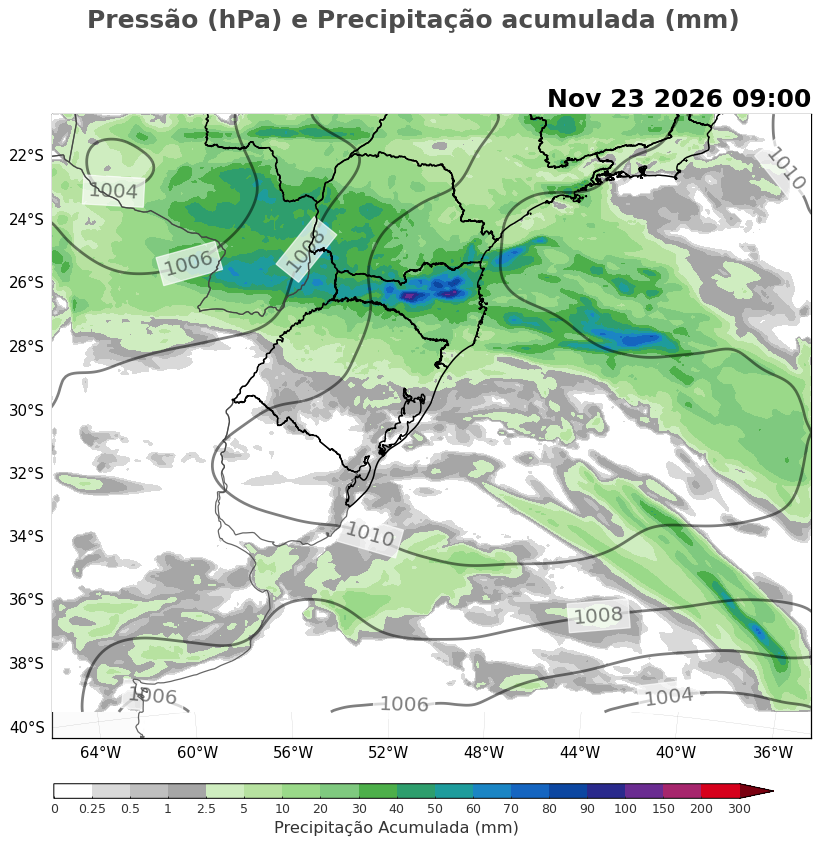 Pressão (hPa) e Precipitação acumulada (mm)
Nov 23 2026 09:00
22°S
24°S
26°S
28°S
30°S
32°S
34°S
36°S
38°S
40°S
1004
1006
1008
1010
1010
1008
1006
1006
1004
64°W 60°W 56°W 52°W 48°W 44°W 40°W 36°W
0 0.25 0.5 1 2.5 5 10 20 30 40 50 60 70 80 90 100 150 200 300
Precipitação Acumulada (mm)